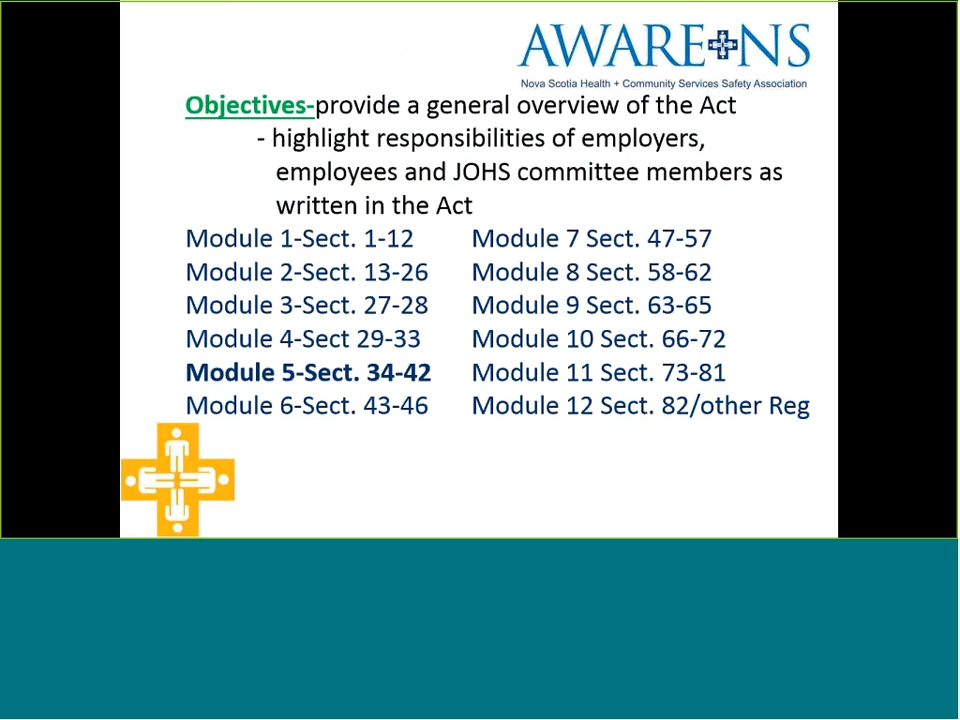 AWARE NS
Nova Scotia Health + Community Services Safety Association
Objectives-provide a general overview of the Act
- highlight responsibilities of employers,
employees and JOHS committee members as
written in the Act
Module 1-Sect. 1-12 Module 7 Sect. 47-57
Module 2-Sect. 13-26 Module 8 Sect. 58-62
Module 3-Sect. 27-28 Module 9 Sect. 63-65
Module 4-Sect 29-33 Module 10 Sect. 66-72
Module 5-Sect. 34-42 Module 11 Sect. 73-81
Module 6-Sect. 43-46 Module 12 Sect. 82/other Reg